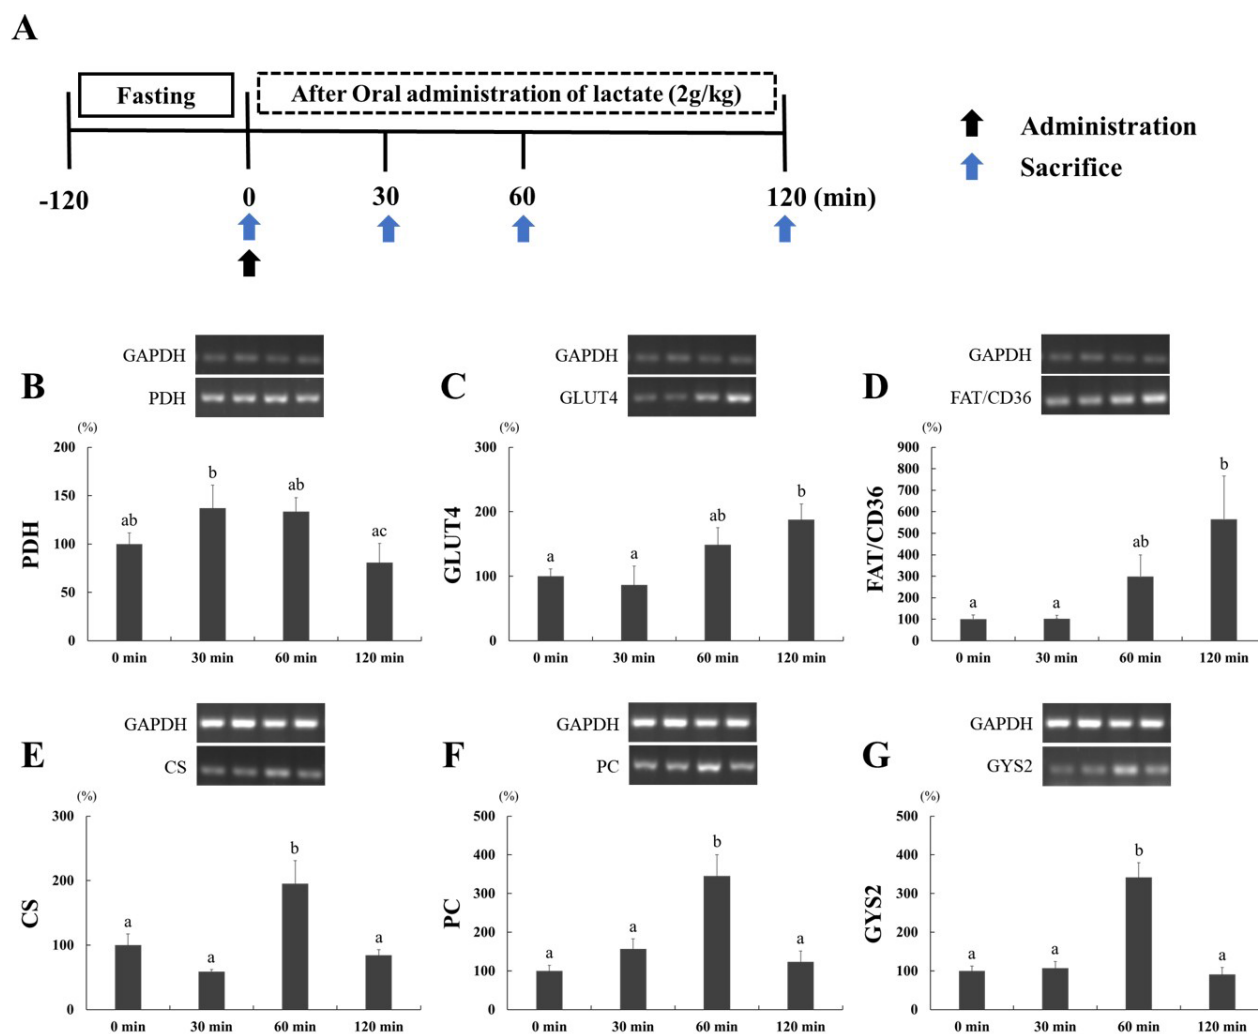 A
Fasting
After Oral administration of lactate (2g/kg)
Administration
Sacrifice
-120 0 30 60 120 (min)
B
GAPDH
PDH
(%)
PDH
200
150
100
50
0
ab b ab ac
0 min 30 min 60 min 120 min
C
GAPDH
GLUT4
(%)
GLUT4
300
200
100
0
a a ab b
0 min 30 min 60 min 120 min
D
GAPDH
FAT/CD36
(%)
FAT/CD36
900
800
700
600
500
400
300
200
100
0
a a ab b
0 min 30 min 60 min 120 min
E
GAPDH
CS
(%)
CS
300
200
100
0
a a b a
0 min 30 min 60 min 120 min
F
GAPDH
PC
(%)
PC
500
400
300
200
100
0
a a b a
0 min 30 min 60 min 120 min
G
GAPDH
GYS2
(%)
GYS2
500
400
300
200
100
0
a a b a
0 min 30 min 60 min 120 min